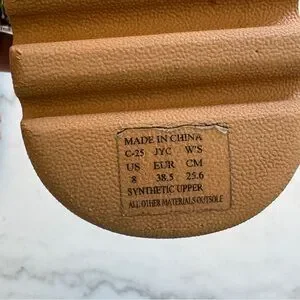 MADE IN CHINA
C-25 JYC W'S
US EUR CM
8 38.5 25.6
SYNTHETIC UPPER
ALL OTHER MATERIALS OUTSOLE